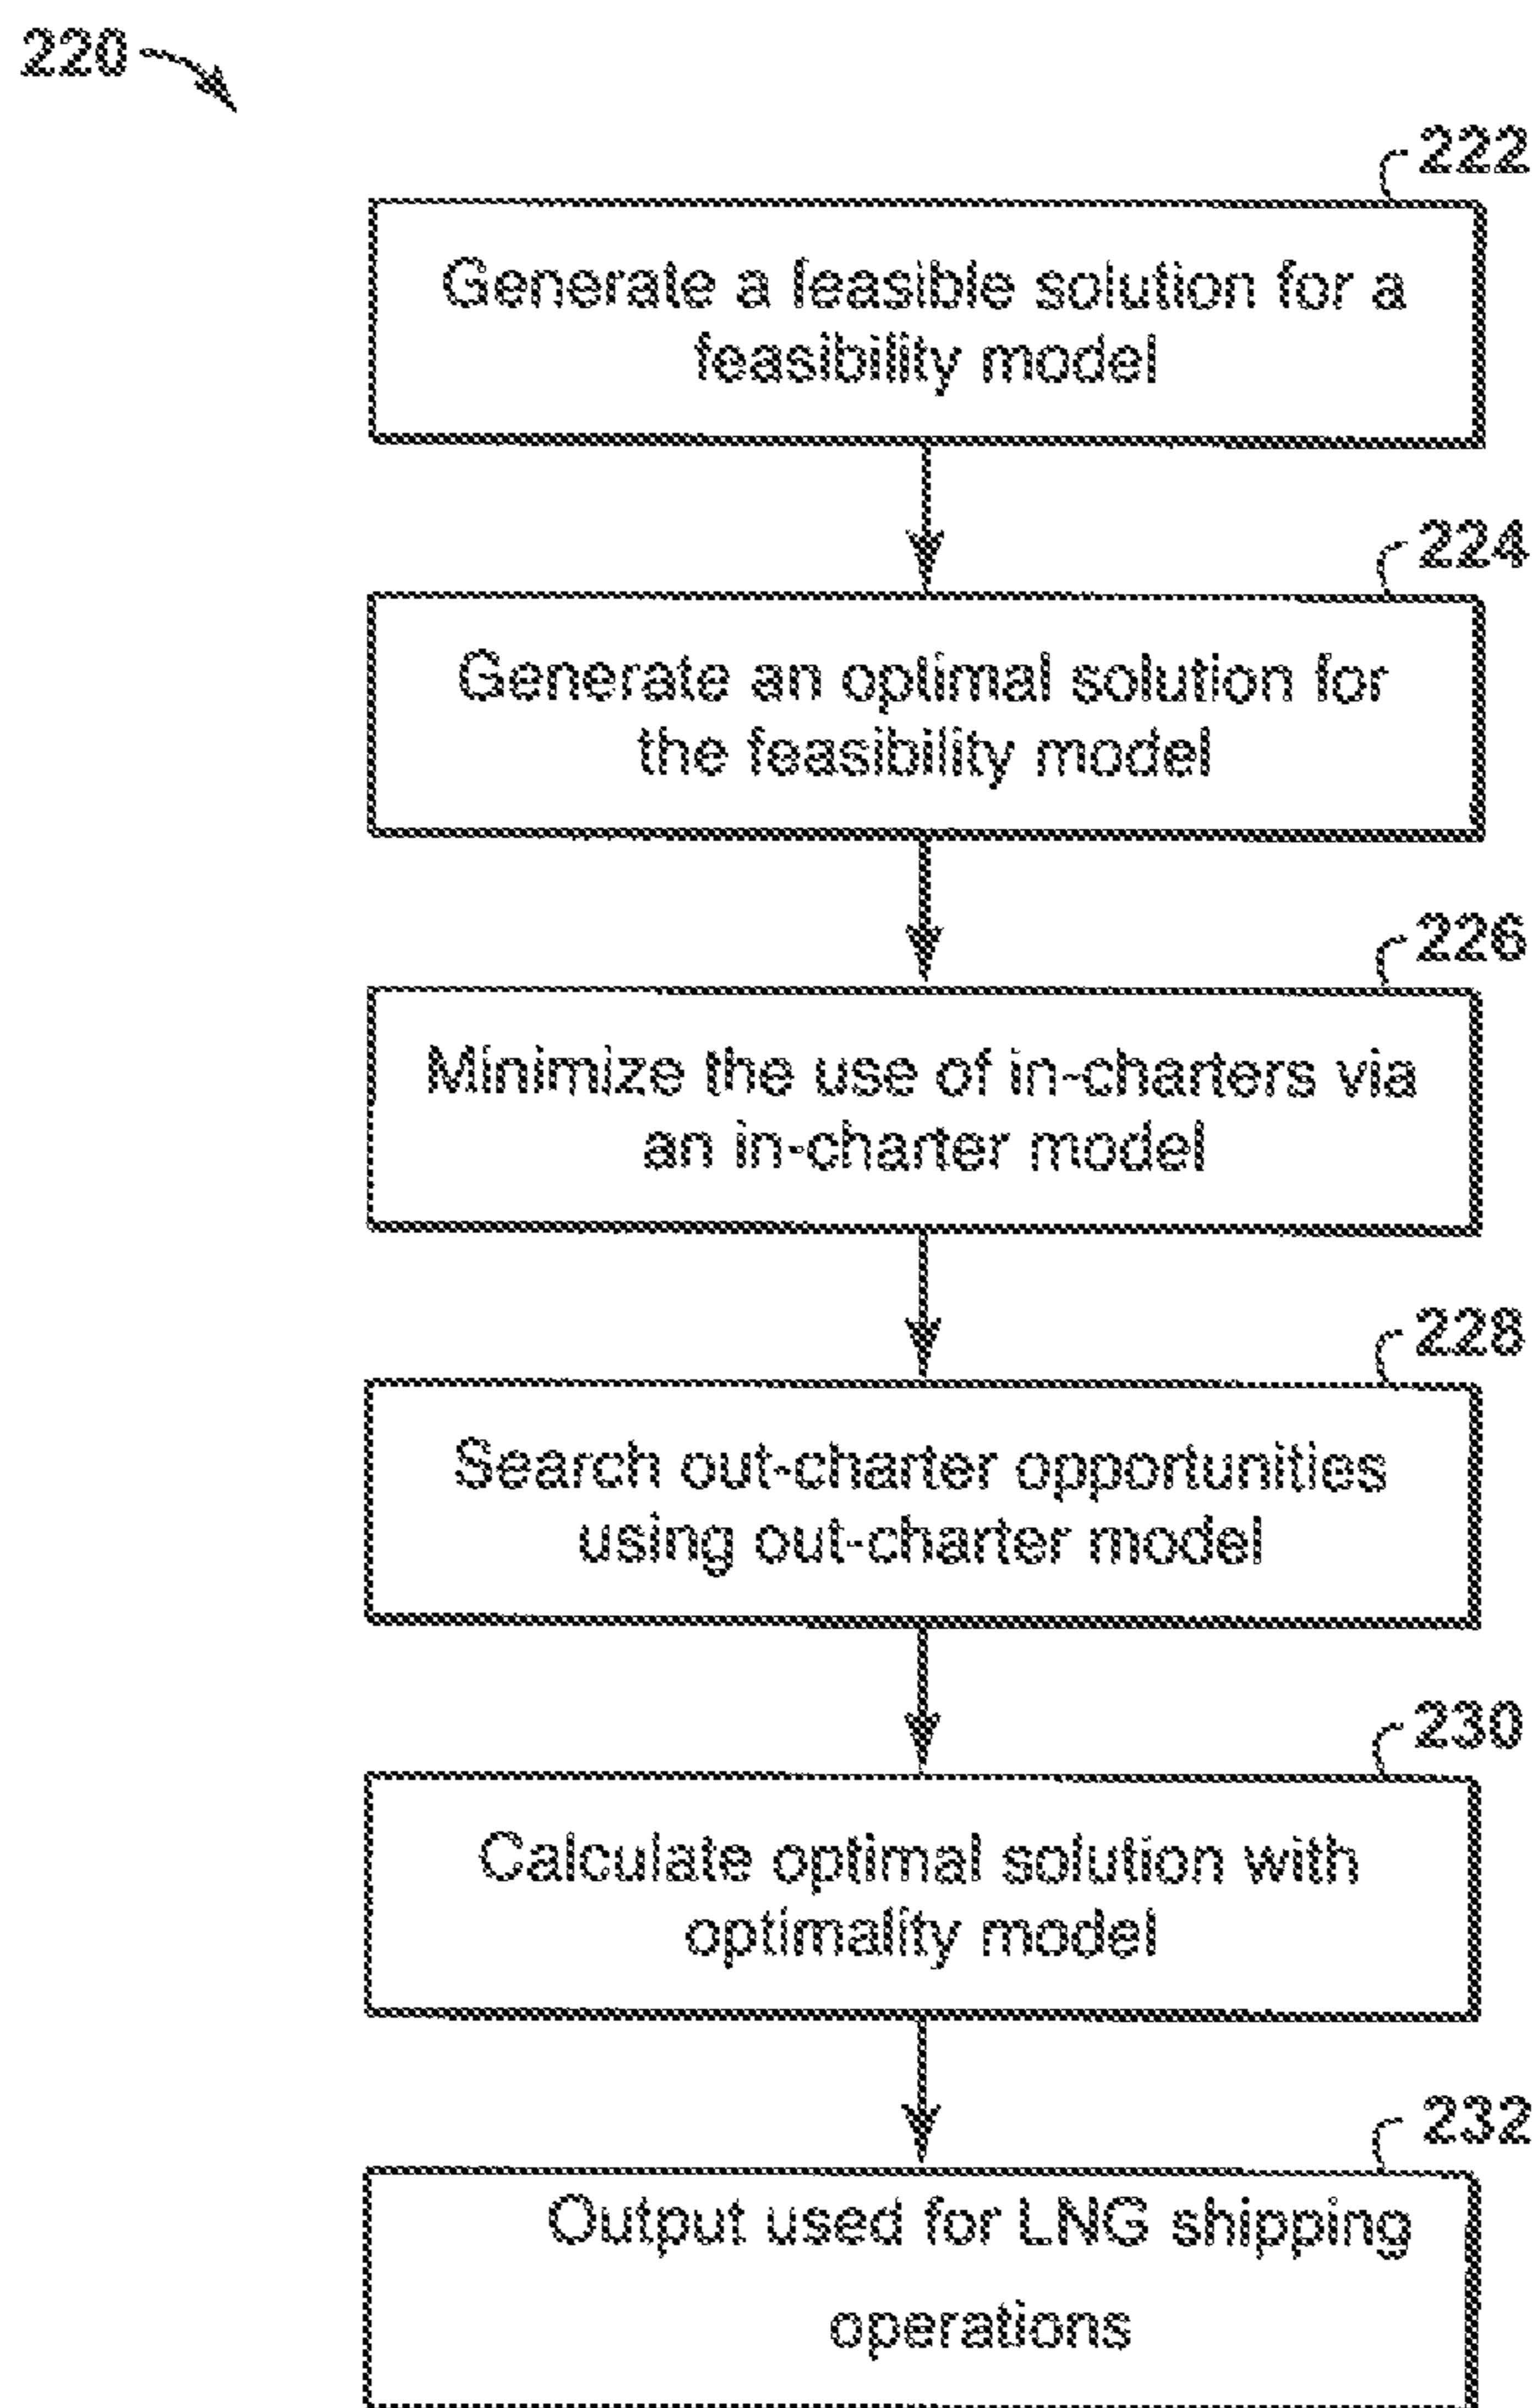 220
222
Generate a feasible solution for a
feasibility model
224
Generate an optimal solution for
the feasibility model
226
Minimize the use of in-charters via
an in-charter model
228
Search out-charter opportunities
using out-charter model
230
Calculate optimal solution with
optimality model
232
Output used for LNG shipping
operations